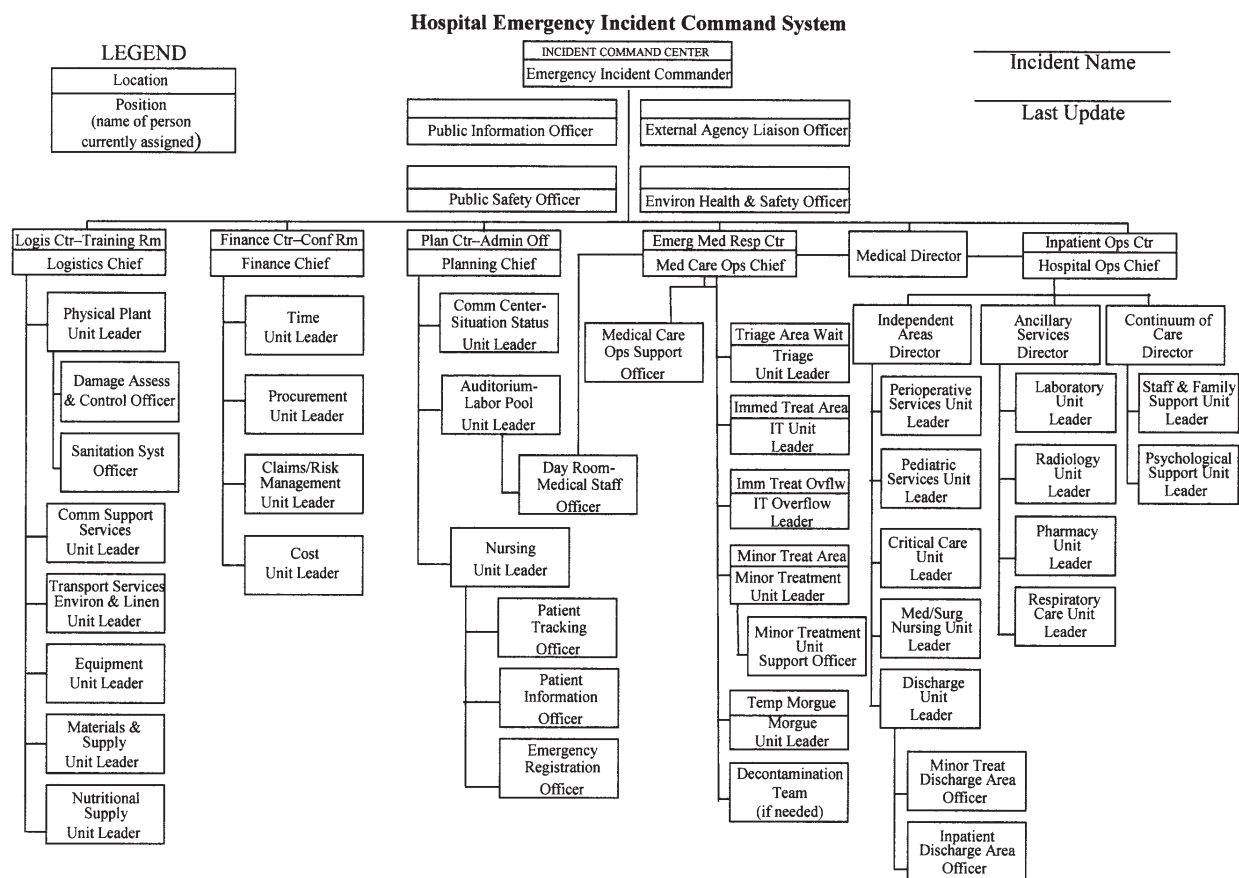 Hospital Emergency Incident Command System
LEGEND
Location
Position
(name of person
currently assigned)
INCIDENT COMMAND CENTER
Emergency Incident Commander
Incident Name
Last Update
Public Information Officer
External Agency Liaison Officer
Public Safety Officer
Environ Health & Safety Officer
Logis Ctr–Training Rm
Logistics Chief
Physical Plant
Unit Leader
Damage Assess
& Control Officer
Sanitation Syst
Officer
Comm Support
Services
Unit Leader
Transport Services
Environ & Linen
Unit Leader
Equipment
Unit Leader
Materials &
Supply
Unit Leader
Nutritional
Supply
Unit Leader
Finance Ctr–Conf Rm
Finance Chief
Time
Unit Leader
Procurement
Unit Leader
Claims/Risk
Management
Unit Leader
Cost
Unit Leader
Plan Ctr–Admin Off
Planning Chief
Comm Center-
Situation Status
Unit Leader
Auditorium-
Labor Pool
Unit Leader
Day Room-
Medical Staff
Officer
Nursing
Unit Leader
Patient
Tracking
Officer
Patient
Information
Officer
Emergency
Registration
Officer
Emerg Med Resp Ctr
Med Care Ops Chief
Medical Care
Ops Support
Officer
Triage Area Wait
Triage
Unit Leader
Immed Treat Area
IT Unit
Leader
Imm Treat Ovflw
IT Overflow
Leader
Minor Treat Area
Minor Treatment
Unit Leader
Minor Treatment
Unit
Support Officer
Temp Morgue
Morgue
Unit Leader
Decontamination
Team
(if needed)
Medical Director
Inpatient Ops Ctr
Hospital Ops Chief
Independent
Areas
Director
Perioperative
Services Unit
Leader
Pediatric
Services Unit
Leader
Critical Care
Unit
Leader
Med/Surg
Nursing Unit
Leader
Discharge
Unit
Leader
Minor Treat
Discharge Area
Officer
Inpatient
Discharge Area
Officer
Ancillary
Services
Director
Laboratory
Unit
Leader
Radiology
Unit
Leader
Pharmacy
Unit
Leader
Respiratory
Care Unit
Leader
Continuum of
Care
Director
Staff & Family
Support Unit
Leader
Psychological
Support Unit
Leader